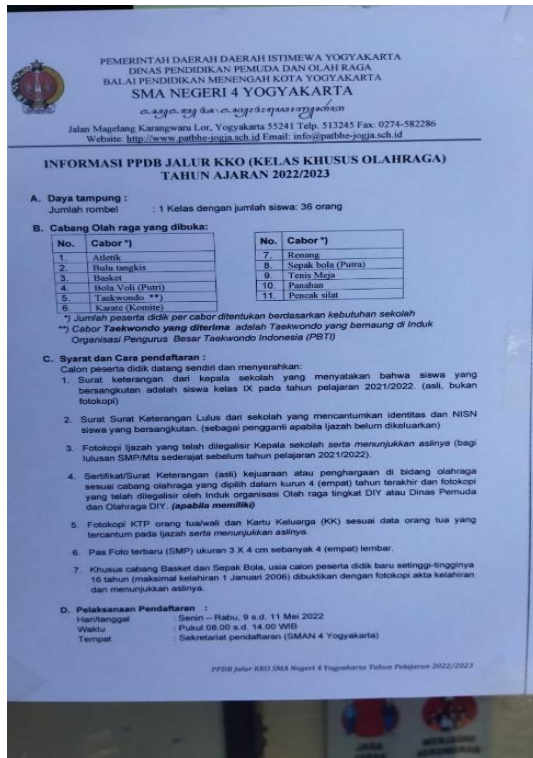 PEMERINTAH DAERAH DAERAH ISTIMEWA YOGYAKARTA
DINAS PENDIDIKAN PEMUDA DAN OLAH RAGA
BALAI PENDIDIKAN MENENGAH KOTA YOGYAKARTA
SMA NEGERI 4 YOGYAKARTA
Jalan Magelang Karangwaru Lor, Yogyakarta 55241 Telp. 513245 Fax: 0274-582286
Website: http://www.patbhe-jogja.sch.id Email: info@patbhe-jogja.sch.id
INFORMASI PPDB JALUR KKO (KELAS KHUSUS OLAHRAGA)
TAHUN AJARAN 2022/2023
A. Daya tampung :
Jumlah rombel : 1 Kelas dengan jumlah siswa: 36 orang
B. Cabang Olah raga yang dibuka:
No. Cabor *)
1. Atletik
2. Bulu tangkis
3. Basket
4. Bola Voli (Putri)
5. Taekwondo **)
6. Karate (Komite)
No. Cabor *)
7. Renang
8. Sepak bola (Putra)
9. Tenis Meja
10. Panahan
11. Pencak silat
*) Jumlah peserta didik per cabor ditentukan berdasarkan kebutuhan sekolah
**) Cabor Taekwondo yang diterima adalah Taekwondo yang bernaung di Induk
Organisasi Pengurus Besar Taekwondo Indonesia (PBTI)
C. Syarat dan Cara pendaftaran :
Calon peserta didik datang sendiri dan menyerahkan:
1. Surat keterangan dari kepala sekolah yang menyatakan bahwa siswa yang
bersangkutan adalah siswa kelas IX pada tahun pelajaran 2021/2022. (asli, bukan
fotokopi)
2. Surat Surat Keterangan Lulus dari sekolah yang mencantumkan identitas dan NISN
siswa yang bersangkutan. (sebagai pengganti apabila Ijazah belum dikeluarkan)
3. Fotokopi Ijazah yang telah dilegalisir Kepala sekolah serta menunjukkan aslinya (bagi
lulusan SMP/Mts sederajat sebelum tahun pelajaran 2021/2022).
4. Sertifikat/Surat Keterangan (asli) kejuaraan atau penghargaan di bidang olahraga
sesuai cabang olahraga yang dipilih dalam kurun 4 (empat) tahun terakhir dan fotokopi
yang telah dilegalisir oleh Induk organisasi Olah raga tingkat DIY atau Dinas Pemuda
dan Olahraga DIY. (apabila memiliki)
5. Fotokopi KTP orang tua/wali dan Kartu Keluarga (KK) sesuai data orang tua yang
tercantum pada Ijazah serta menunjukkan aslinya.
6. Pas Foto terbaru (SMP) ukuran 3 X 4 cm sebanyak 4 (empat) lembar.
7. Khusus cabang Basket dan Sepak Bola, usia calon peserta didik baru setinggi-tingginya
16 tahun (maksimal kelahiran 1 Januari 2006) dibuktikan dengan fotokopi akta kelahiran
dan menunjukkan aslinya.
D. Pelaksanaan Pendaftaran :
Hari/tanggal : Senin – Rabu, 9 s.d. 11 Mei 2022
Waktu : Pukul 08.00 s.d. 14.00 WIB
Tempat : Sekretariat pendaftaran (SMAN 4 Yogyakarta)
PPDB Jalur KKO SMA Negeri 4 Yogyakarta Tahun Pelajaran 2022/2023